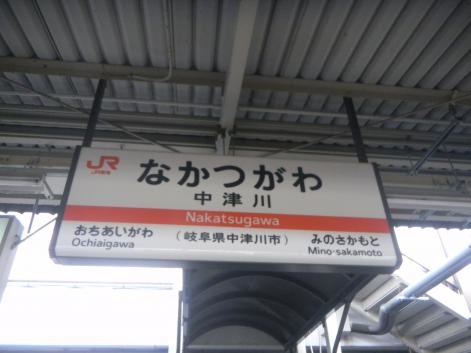 JR
JR東海
なかつがわ
中津川
Nakatsugawa
おちあいがわ
Ochiaigawa
(岐阜県中津川市)
みのさかもと
Mino-sakamoto